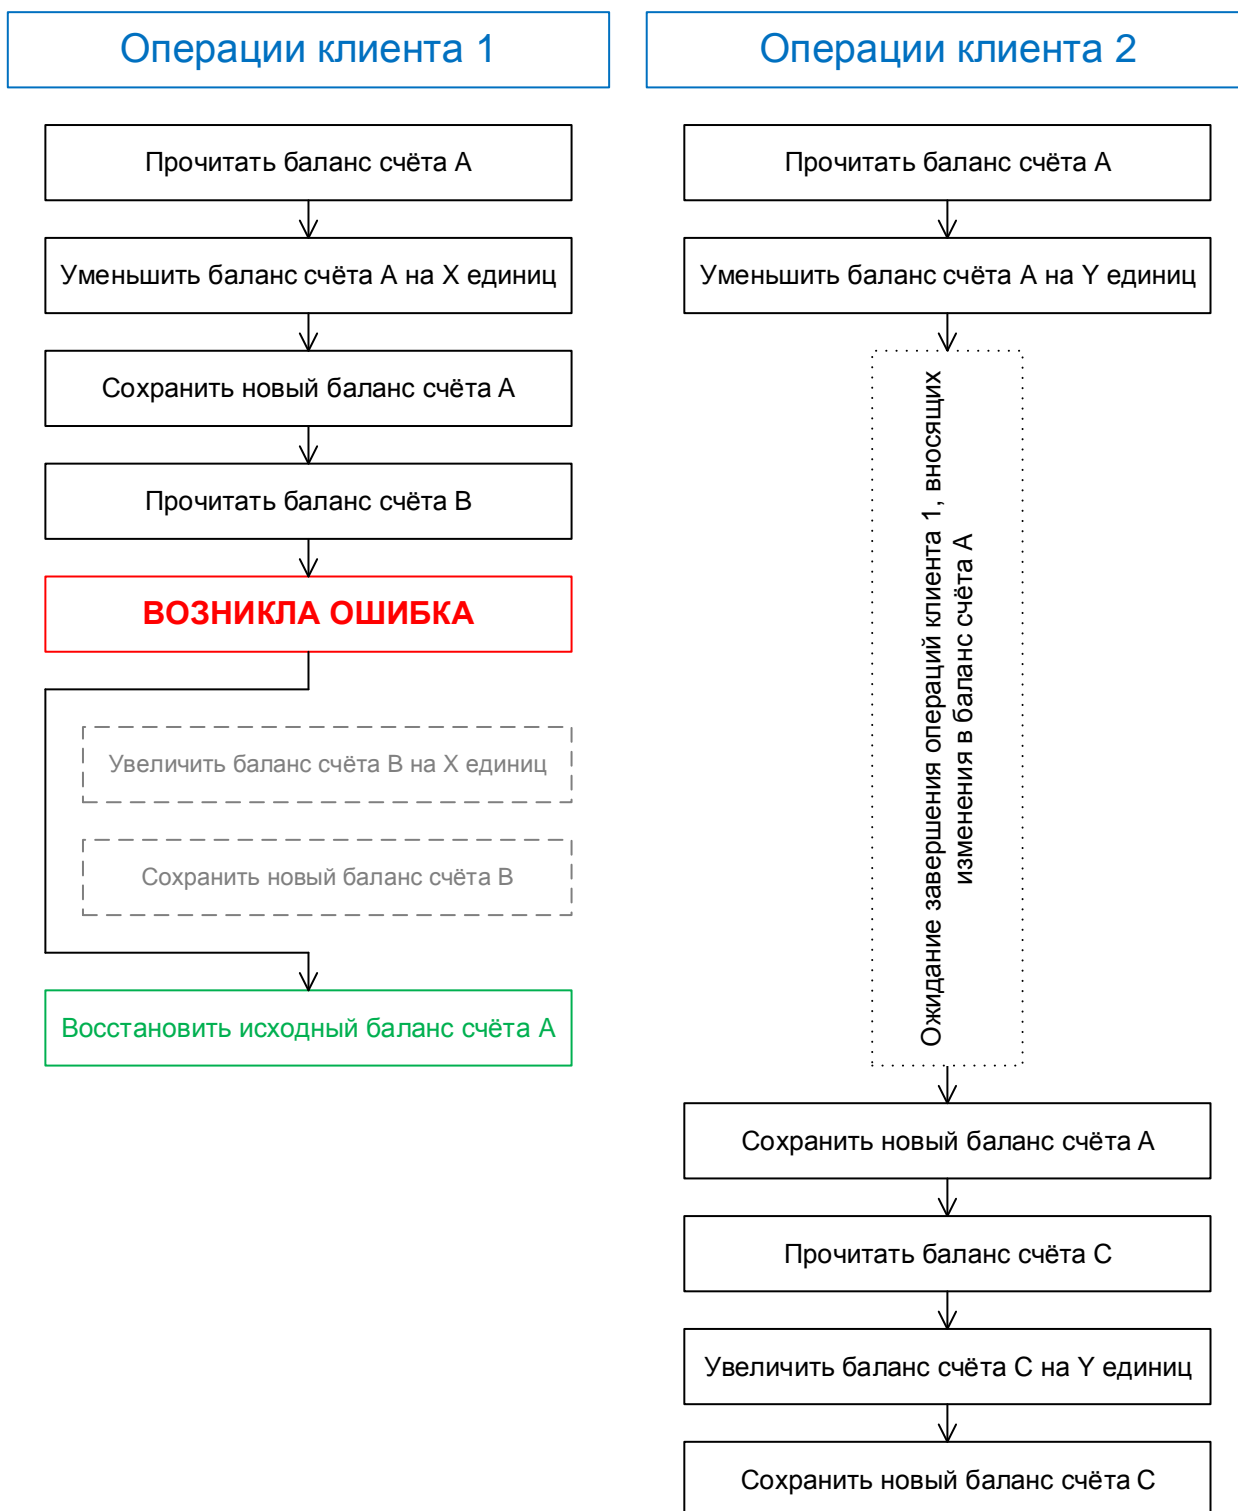 Операции клиента 1
Прочитать баланс счёта A
Уменьшить баланс счёта A на X единиц
Сохранить новый баланс счёта A
Прочитать баланс счёта B
ВОЗНИКЛА ОШИБКА
Увеличить баланс счёта B на X единиц
Сохранить новый баланс счёта B
Восстановить исходный баланс счёта A
Операции клиента 2
Прочитать баланс счёта A
Уменьшить баланс счёта A на Y единиц
Ожидание завершения операций клиента 1, вносящих
изменения в баланс счёта A
Сохранить новый баланс счёта A
Прочитать баланс счёта C
Увеличить баланс счёта C на Y единиц
Сохранить новый баланс счёта C